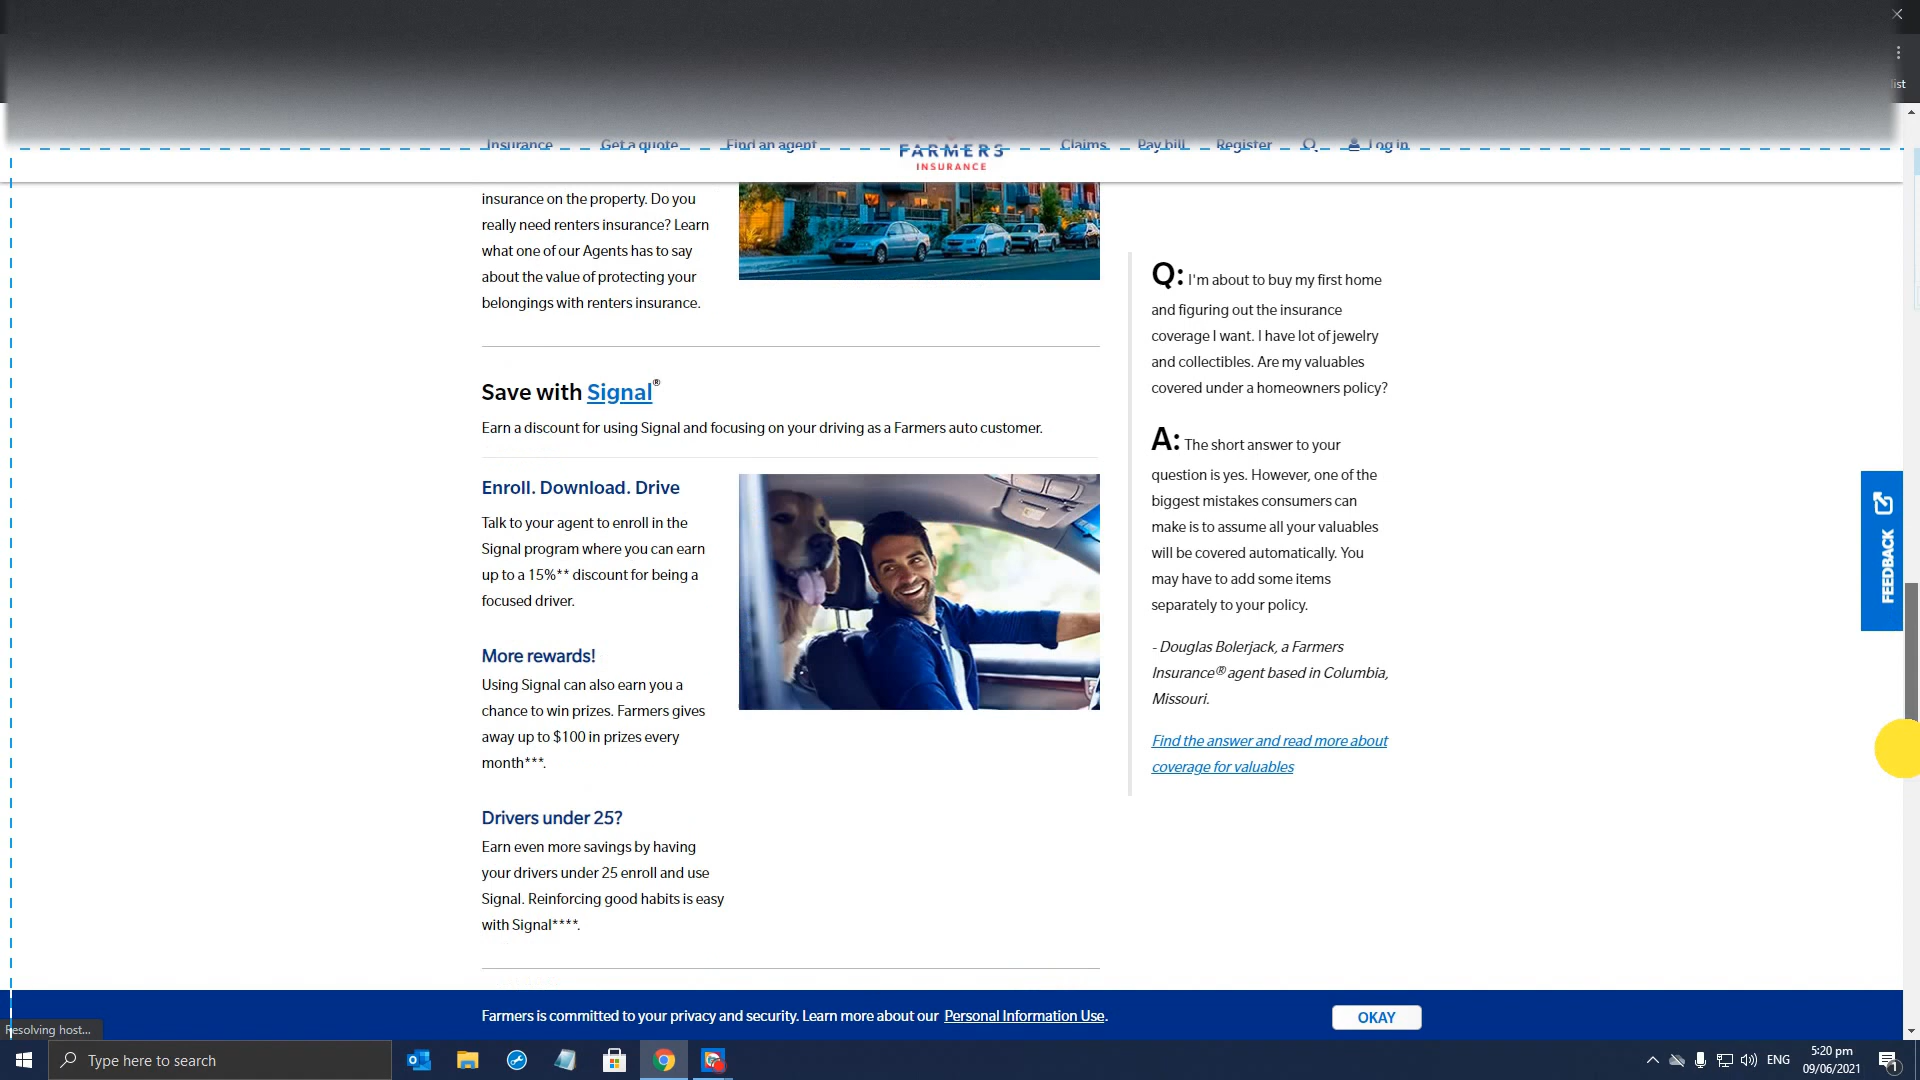 list
Insurance
Get a quote
Find an agent
FARMERS
INSURANCE
Claims
Pay bill
Register
Log in
insurance on the property. Do you
really need renters insurance? Learn
what one of our Agents has to say
about the value of protecting your
belongings with renters insurance.
Save with Signal®
Earn a discount for using Signal and focusing on your driving as a Farmers auto customer.
Enroll. Download. Drive
Talk to your agent to enroll in the
Signal program where you can earn
up to a 15%** discount for being a
focused driver.
More rewards!
Using Signal can also earn you a
chance to win prizes. Farmers gives
away up to $100 in prizes every
month***.
Drivers under 25?
Earn even more savings by having
your drivers under 25 enroll and use
Signal. Reinforcing good habits is easy
with Signal****.
Q: I'm about to buy my first home
and figuring out the insurance
coverage I want. I have lot of jewelry
and collectibles. Are my valuables
covered under a homeowners policy?
A: The short answer to your
question is yes. However, one of the
biggest mistakes consumers can
make is to assume all your valuables
will be covered automatically. You
may have to add some items
separately to your policy.
- Douglas Bolerjack, a Farmers
Insurance® agent based in Columbia,
Missouri.
Find the answer and read more about
coverage for valuables
FEEDBACK
Farmers is committed to your privacy and security. Learn more about our Personal Information Use.
OKAY
Resolving host...
Type here to search
ENG
5:20 pm
09/06/2021
1